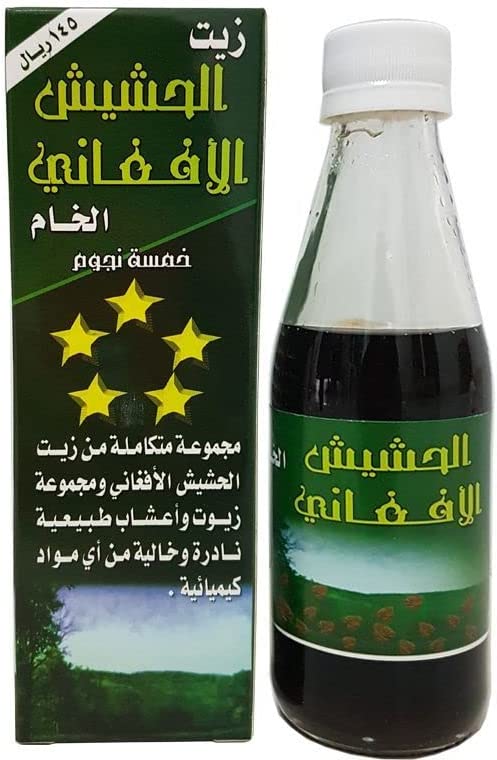 ١٤٥ ريال
زيت
الحشيش
الأفغاني
الخام
خمسة نجوم
مجموعة متكاملة من زيت
الحشيش الأفغاني ومجموعة
زيوت وأعشاب طبيعية
نادرة وخالية من أي مواد
كيميائية .
الحشيش
الأفغاني